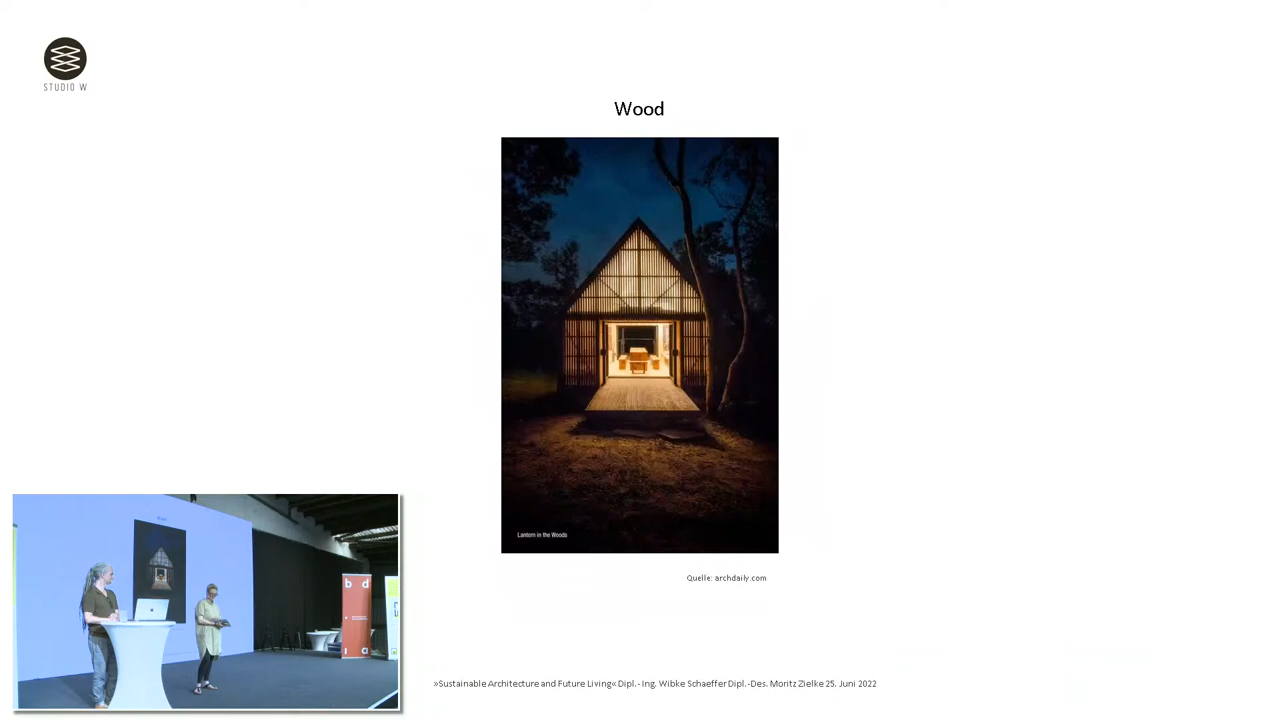 STUDIO W
Wood
Lantern in the Woods
Quelle: archdaily.com
b d
i a
»Sustainable Architecture and Future Living« Dipl.- Ing. Wibke Schaeffer Dipl.-Des. Moritz Zielke 25. Juni 2022